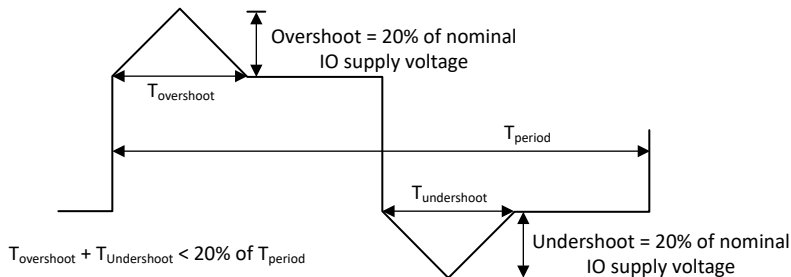 Overshoot = 20% of nominal
IO supply voltage
Tovershoot
Tperiod
Tundershoot
Tovershoot + TUndershoot < 20% of Tperiod
Undershoot = 20% of nominal
IO supply voltage